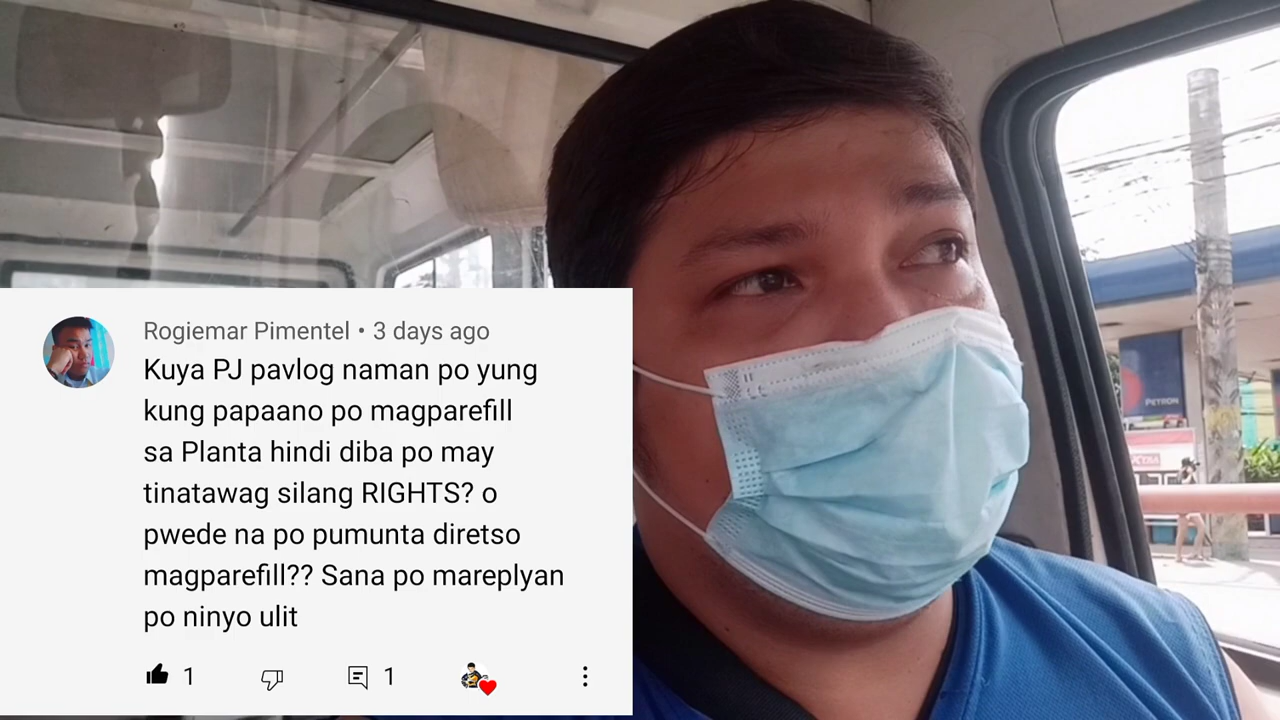 Rogiemar Pimentel • 3 days ago
Kuya PJ pavlog naman po yung
kung papaano po magparefill
sa Planta hindi diba po may
tinatawag silang RIGHTS? o
pwede na po pumunta diretso
magparefill?? Sana po mareplyan
po ninyo ulit
1
1
PETRON